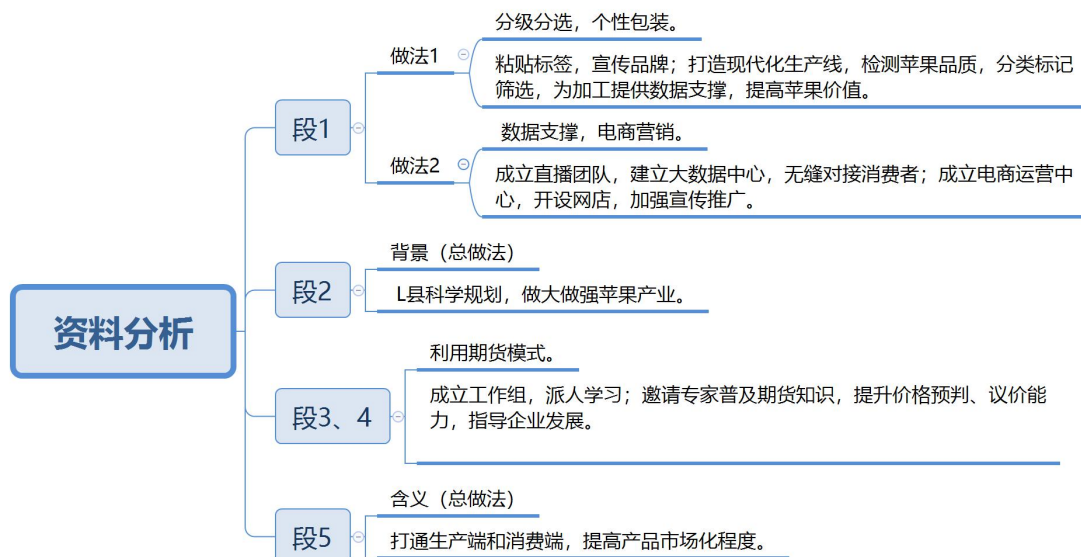 资料分析
段1
做法1
分级分选，个性包装。
粘贴标签，宣传品牌；打造现代化生产线，检测苹果品质，分类标记
筛选，为加工提供数据支撑，提高苹果价值。
做法2
数据支撑，电商营销。
成立直播团队，建立大数据中心，无缝对接消费者；成立电商运营中
心，开设网店，加强宣传推广。
段2
背景（总做法）
L县科学规划，做大做强苹果产业。
段3、4
利用期货模式。
成立工作组，派人学习；邀请专家普及期货知识，提升价格预判、议价能
力，指导企业发展。
段5
含义（总做法）
打通生产端和消费端，提高产品市场化程度。